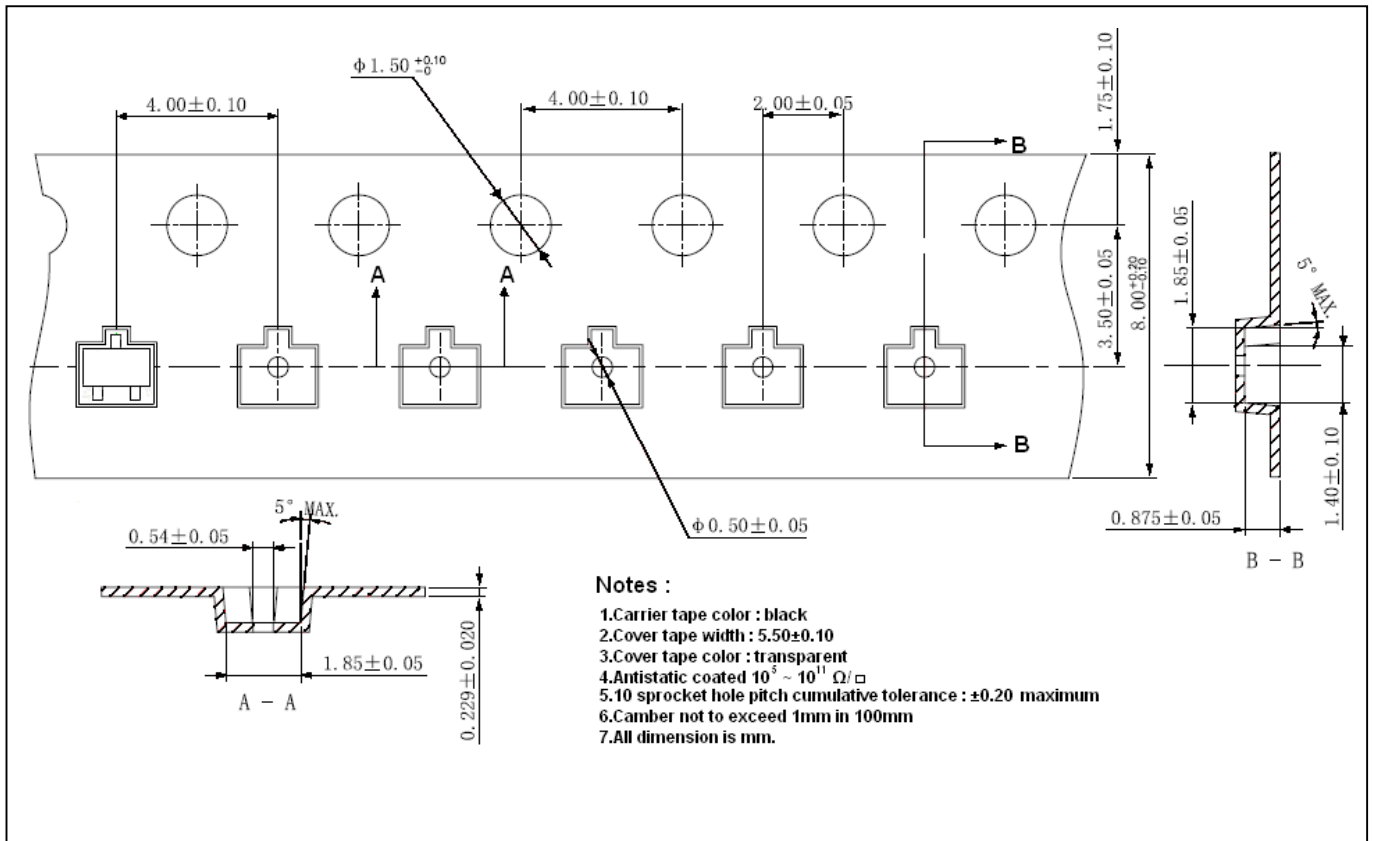 φ1.50 +0.10 -0
4.00±0.10
4.00±0.10
2.00±0.05
1.75±0.10
B
A
A
3.50±0.05
8.00 +0.20 -0.10
1.85±0.05
5° MAX.
B
1.40±0.10
0.875±0.05
B - B
5° MAX.
0.54±0.05
φ0.50±0.05
1.85±0.05
0.229±0.020
A - A
Notes :
1.Carrier tape color : black
2.Cover tape width : 5.50±0.10
3.Cover tape color : transparent
4.Antistatic coated 10⁵ ~ 10¹¹ Ω/□
5.10 sprocket hole pitch cumulative tolerance : ±0.20 maximum
6.Camber not to exceed 1mm in 100mm
7.All dimension is mm.